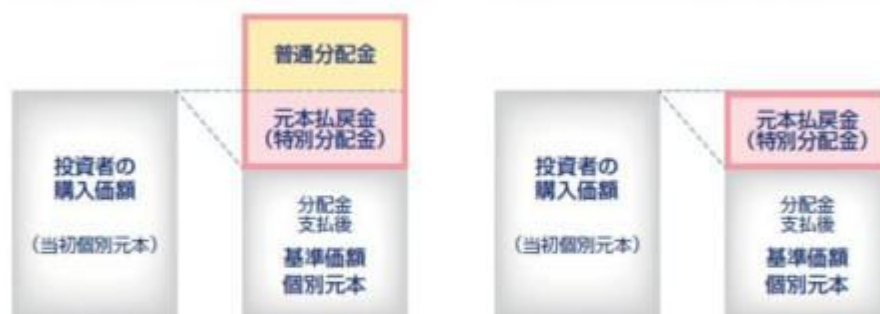 普通分配金
元本払戻金
(特別分配金)
投資者の
購入価額
(当初個別元本)
分配金
支払後
基準価額
個別元本
元本払戻金
(特別分配金)
投資者の
購入価額
(当初個別元本)
分配金
支払後
基準価額
個別元本